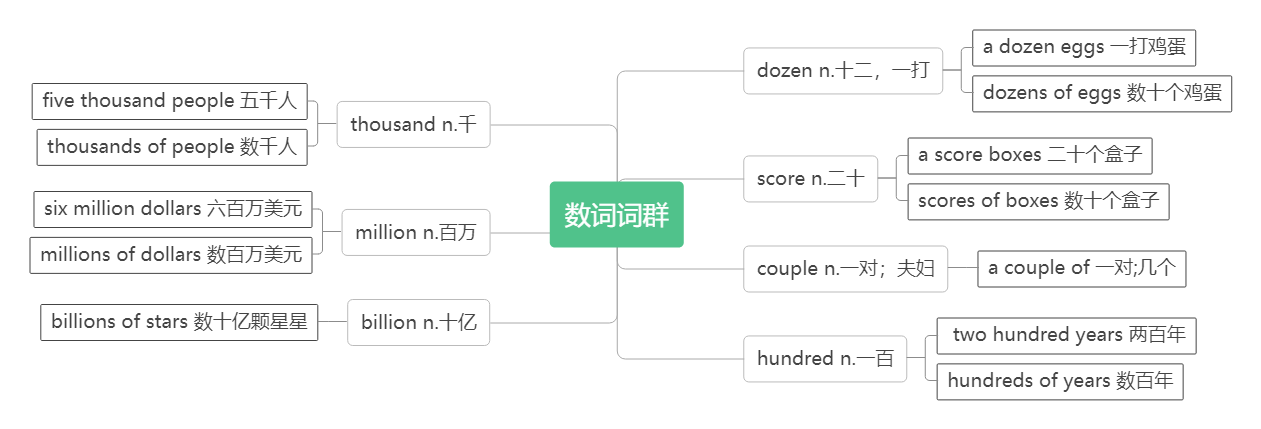 数词词群
dozen n.十二，一打
a dozen eggs 一打鸡蛋
dozens of eggs 数十个鸡蛋
score n.二十
a score boxes 二十个盒子
scores of boxes 数十个盒子
couple n.一对；夫妇
a couple of 一对;几个
hundred n.一百
two hundred years 两百年
hundreds of years 数百年
thousand n.千
five thousand people 五千人
thousands of people 数千人
million n.百万
six million dollars 六百万美元
millions of dollars 数百万美元
billion n.十亿
billions of stars 数十亿颗星星